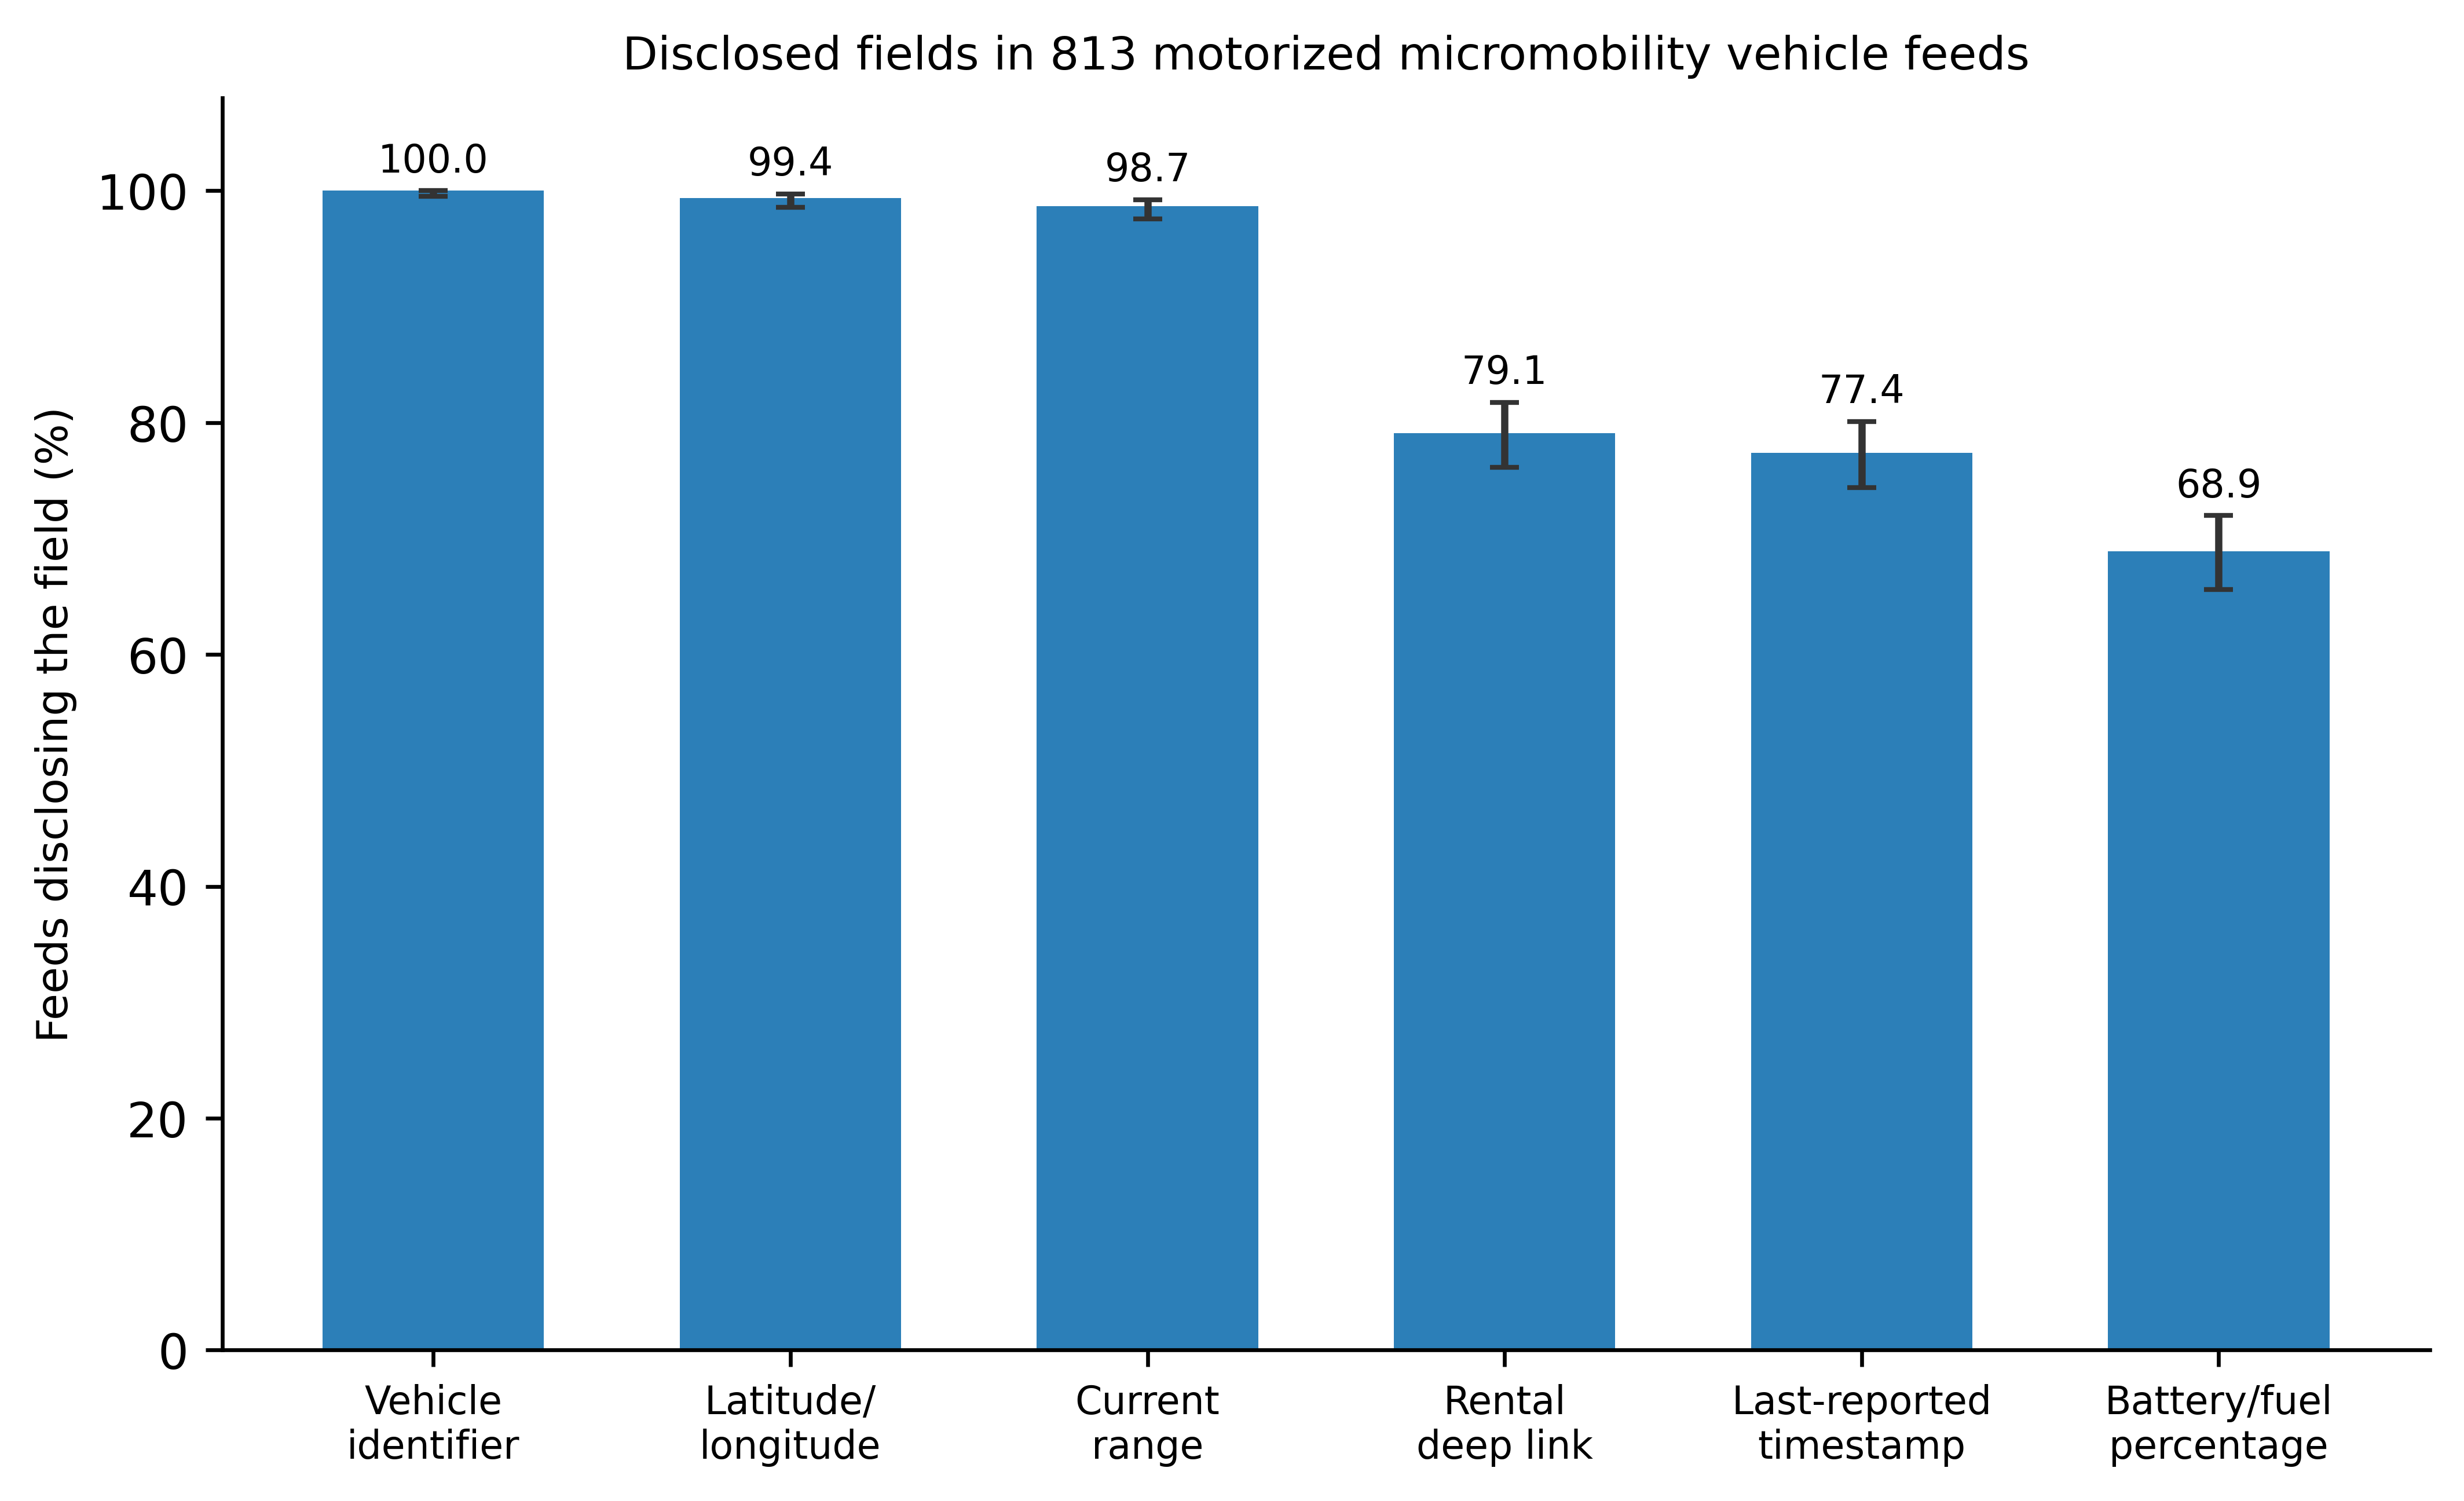 Disclosed fields in 813 motorized micromobility vehicle feeds
Feeds disclosing the field (%)
100
80
60
40
20
0
100.0
99.4
98.7
79.1
77.4
68.9
Vehicle
identifier
Latitude/
longitude
Current
range
Rental
deep link
Last-reported
timestamp
Battery/fuel
percentage